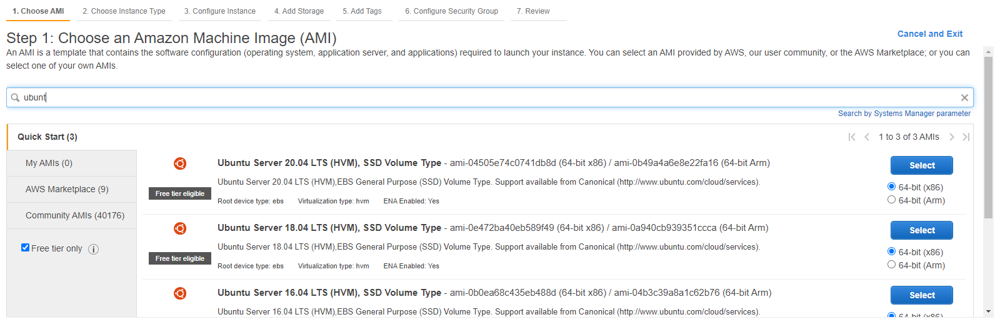 1. Choose AMI 2. Choose Instance Type 3. Configure Instance 4. Add Storage 5. Add Tags 6. Configure Security Group 7. Review
Step 1: Choose an Amazon Machine Image (AMI)
Cancel and Exit
An AMI is a template that contains the software configuration (operating system, application server, and applications) required to launch your instance. You can select an AMI provided by AWS, our user community, or the AWS Marketplace; or you can
select one of your own AMIs.
ubunt
Search by Systems Manager parameter
Quick Start (3)
1 to 3 of 3 AMIs
My AMIs (0)
AWS Marketplace (9)
Community AMIs (40176)
Free tier only
Ubuntu Server 20.04 LTS (HVM), SSD Volume Type - ami-04505e74c0741db8d (64-bit x86) / ami-0b49a4a6e8e22fa16 (64-bit Arm)
Free tier eligible
Ubuntu Server 20.04 LTS (HVM),EBS General Purpose (SSD) Volume Type. Support available from Canonical (http://www.ubuntu.com/cloud/services).
Root device type: ebs Virtualization type: hvm ENA Enabled: Yes
Select
64-bit (x86)
64-bit (Arm)
Ubuntu Server 18.04 LTS (HVM), SSD Volume Type - ami-0e472ba40eb589f49 (64-bit x86) / ami-0a940cb939351ccca (64-bit Arm)
Free tier eligible
Ubuntu Server 18.04 LTS (HVM),EBS General Purpose (SSD) Volume Type. Support available from Canonical (http://www.ubuntu.com/cloud/services).
Root device type: ebs Virtualization type: hvm ENA Enabled: Yes
Select
64-bit (x86)
64-bit (Arm)
Ubuntu Server 16.04 LTS (HVM), SSD Volume Type - ami-0b0ea68c435eb488d (64-bit x86) / ami-04b3c39a8a1c62b76 (64-bit Arm)
Ubuntu Server 16.04 LTS (HVM),EBS General Purpose (SSD) Volume Type. Support available from Canonical (http://www.ubuntu.com/cloud/services).
Select
64-bit (x86)